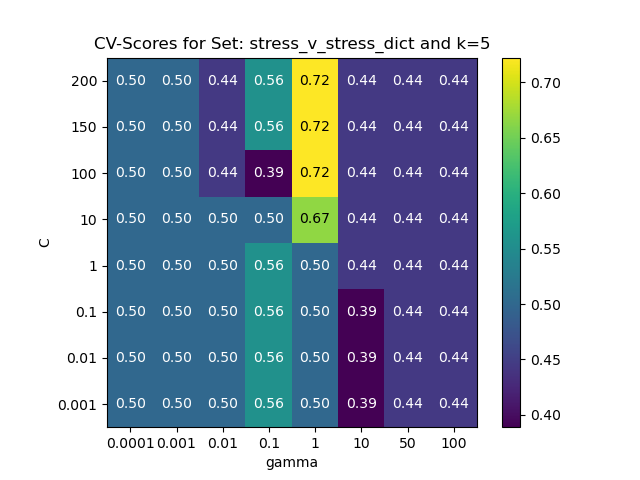 CV-Scores for Set: stress_v_stress_dict and k=5
200 0.50 0.50 0.44 0.56 0.72 0.44 0.44 0.44
150 0.50 0.50 0.44 0.56 0.72 0.44 0.44 0.44
100 0.50 0.50 0.44 0.39 0.72 0.44 0.44 0.44
10 0.50 0.50 0.50 0.50 0.67 0.44 0.44 0.44
1 0.50 0.50 0.50 0.56 0.50 0.44 0.44 0.44
0.1 0.50 0.50 0.50 0.56 0.50 0.39 0.44 0.44
0.01 0.50 0.50 0.50 0.56 0.50 0.39 0.44 0.44
0.001 0.50 0.50 0.50 0.56 0.50 0.39 0.44 0.44
0.0001 0.001 0.01 0.1 1 10 50 100
gamma
C
0.70
0.65
0.60
0.55
0.50
0.45
0.40